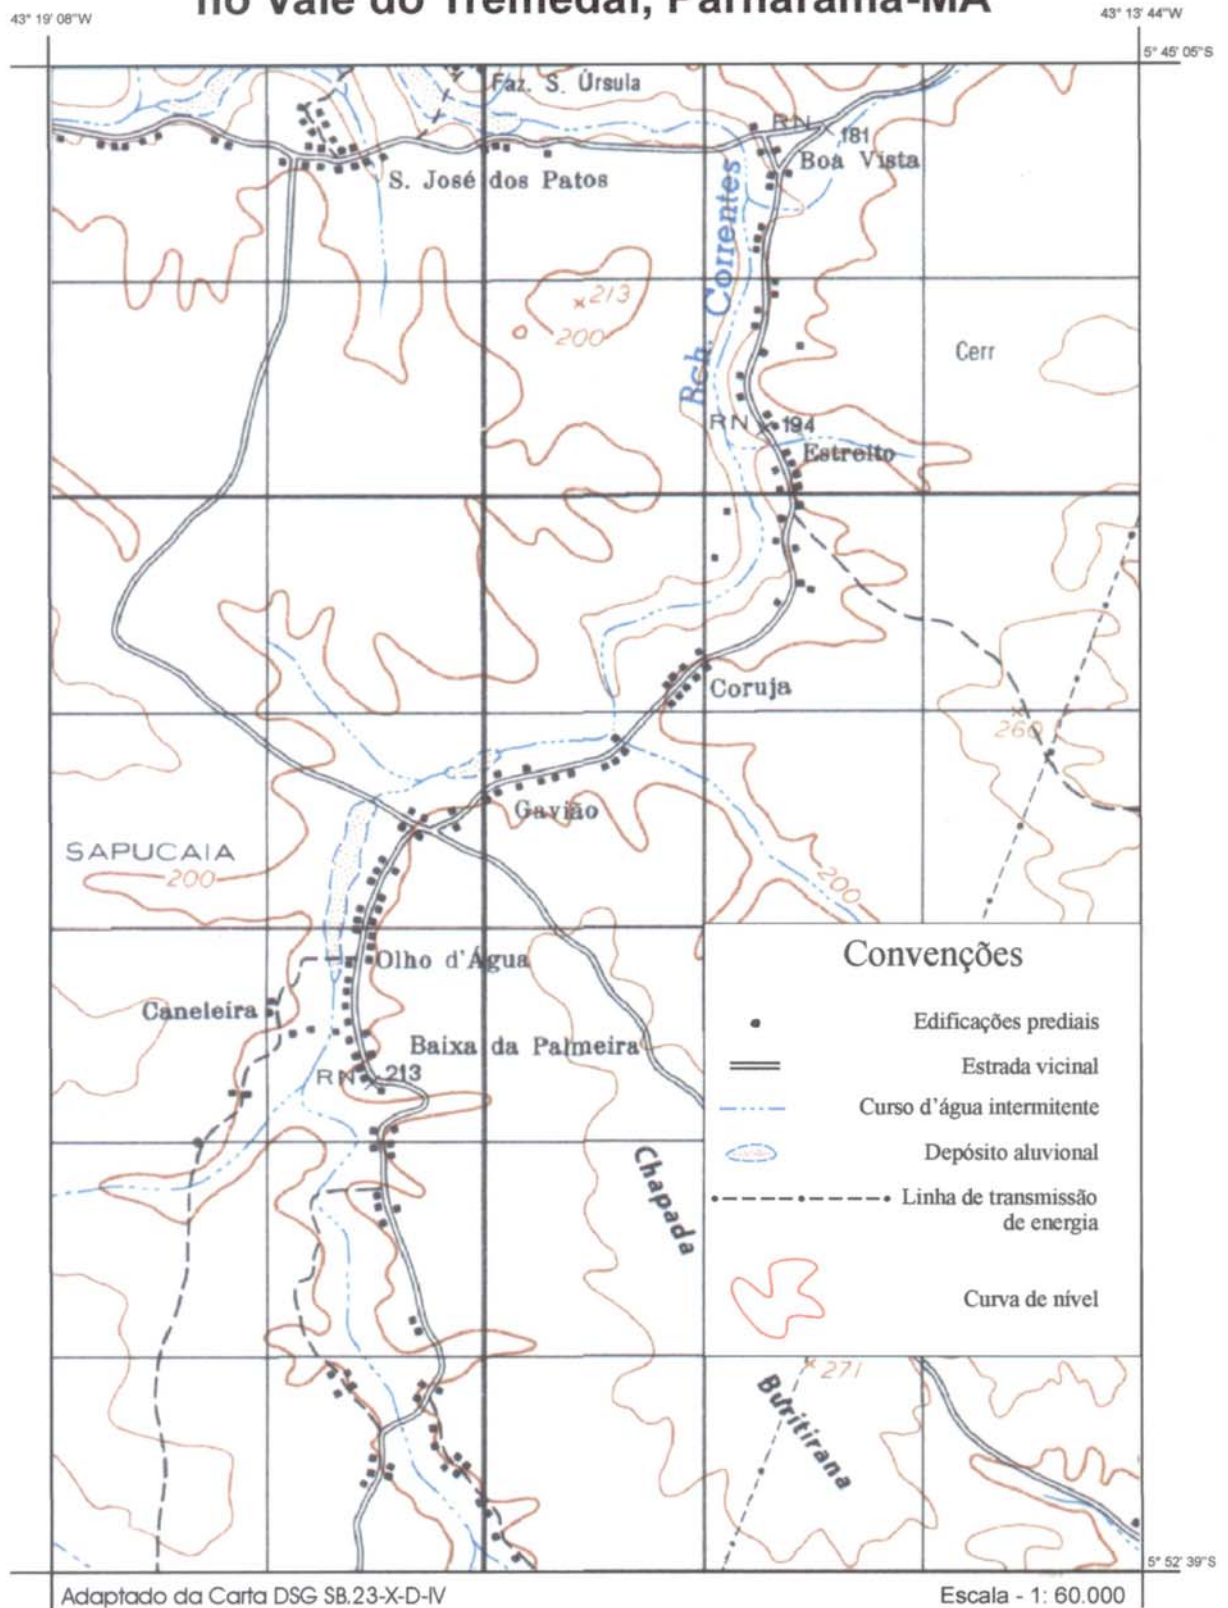 no Vale do Tremedal, Parnarama-MA
43° 19' 08"W
43° 13' 44"W
5° 45' 05"S
Faz. S. Úrsula
RN
181
Boa Vista
S. José dos Patos
Rch. Correntes
213
200
Cerr
RN
194
Estreito
Coruja
260
Gavião
SAPUCAIA
200
200
Olho d'Água
Caneleira
Baixa da Palmeira
RN
213
Chapada
Convenções
Edificações prediais
Estrada vicinal
Curso d'água intermitente
Depósito aluvional
Linha de transmissão
de energia
Curva de nível
271
Buritirana
5° 52' 39"S
Adaptado da Carta DSG SB.23-X-D-IV
Escala - 1: 60.000